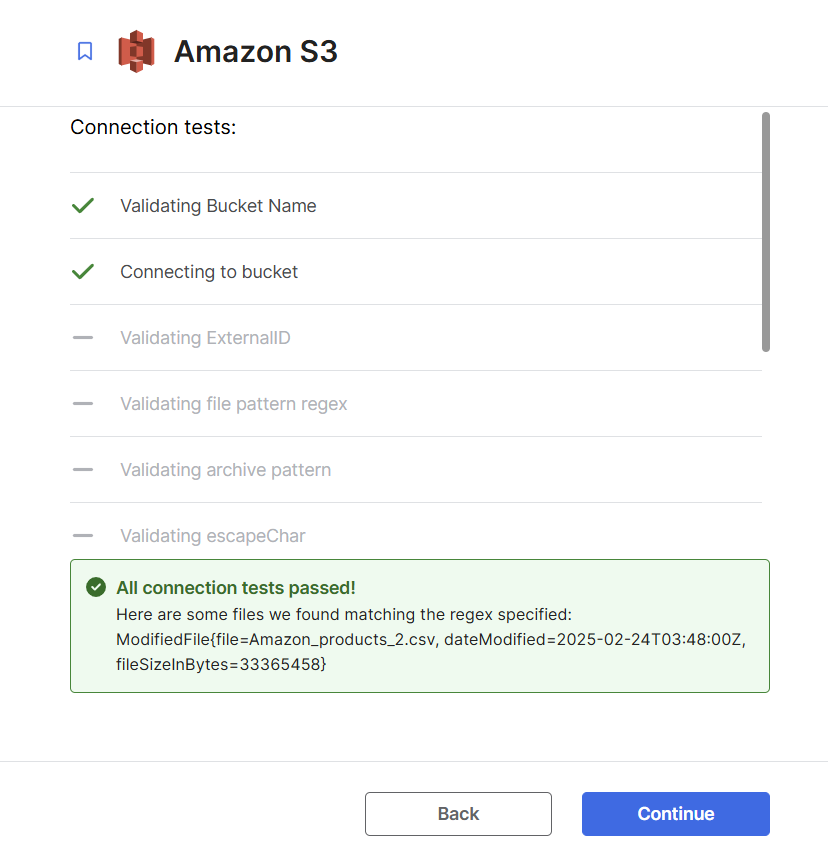 Amazon S3
Connection tests:
Validating Bucket Name
Connecting to bucket
Validating ExternalID
Validating file pattern regex
Validating archive pattern
Validating escapeChar
All connection tests passed!
Here are some files we found matching the regex specified:
ModifiedFile{file=Amazon_products_2.csv, dateModified=2025-02-24T03:48:00Z,
fileSizeInBytes=33365458}
Back
Continue